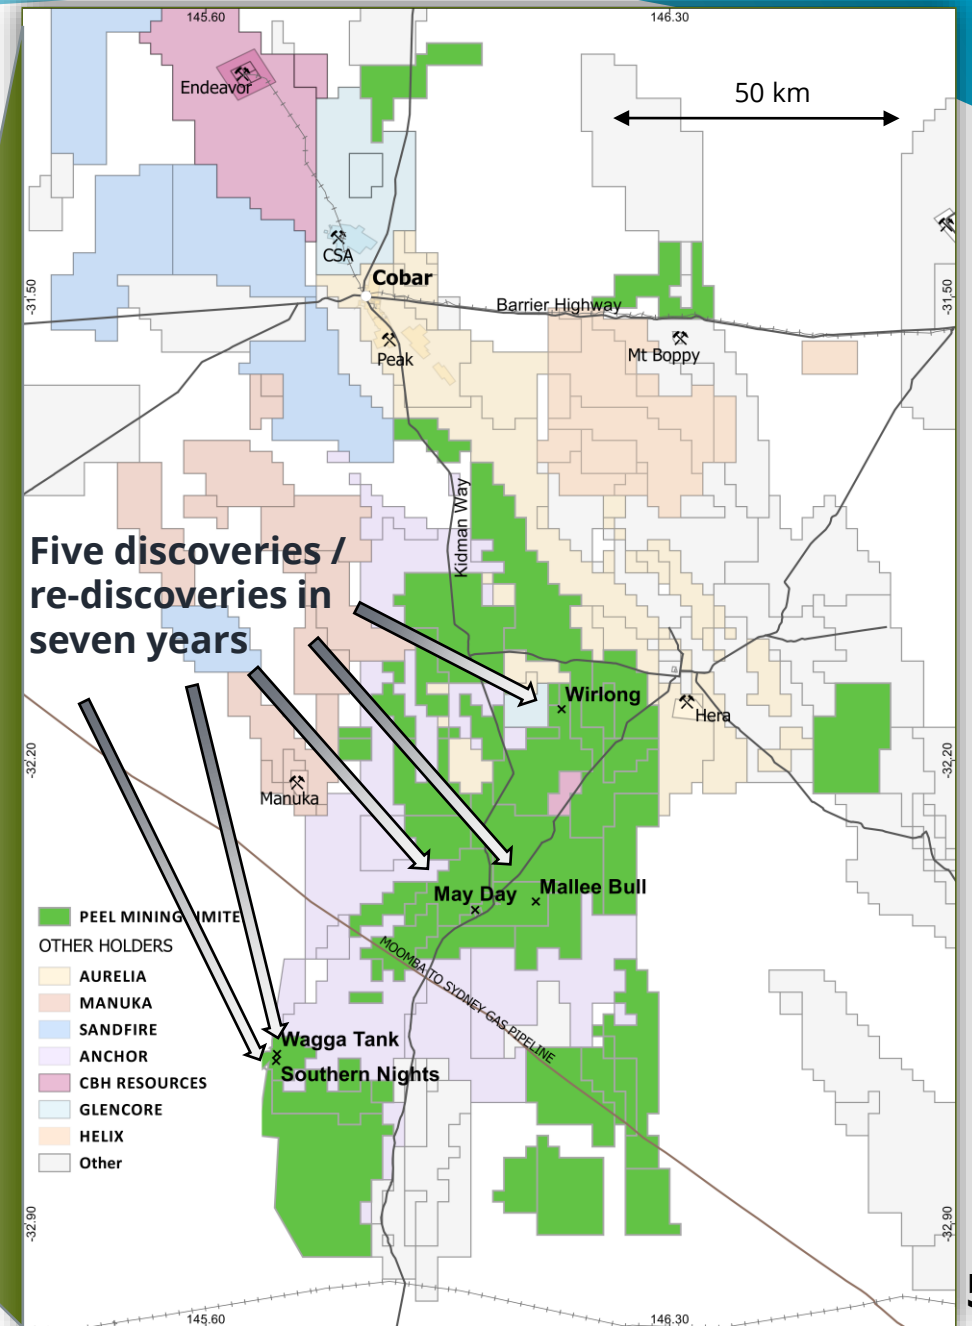 145.60
146.30
Endeavor
50 km
CSA
Cobar
-31.50
-31.50
Barrier Highway
Peak
Mt Boppy
Kidman Way
Five discoveries /
re-discoveries in
seven years
Wirlong
Hera
-32.20
-32.20
Manuka
May Day
Mallee Bull
PEEL MINING LIMITE
OTHER HOLDERS
MOOMBA TO SYDNEY GAS PIPELINE
AURELIA
MANUKA
SANDFIRE
ANCHOR
CBH RESOURCES
GLENCORE
HELIX
Other
Wagga Tank
Southern Nights
-32.90
-32.90
145.60
146.30